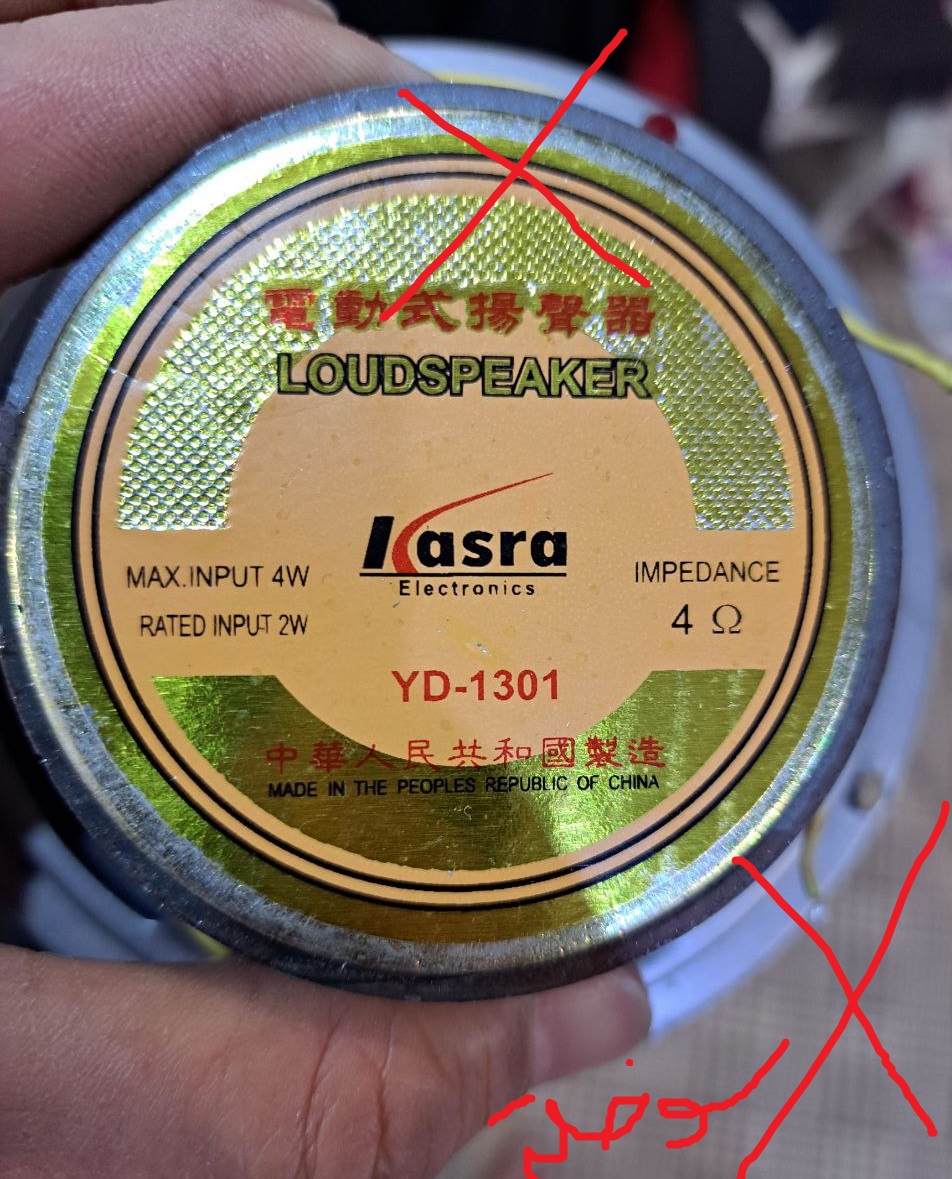 電動式揚聲器
LOUDSPEAKER
Kasra
Electronics
MAX.INPUT 4W
RATED INPUT 2W
IMPEDANCE
4 Ω
YD-1301
中華人民共和國製造
MADE IN THE PEOPLES REPUBLIC OF CHINA